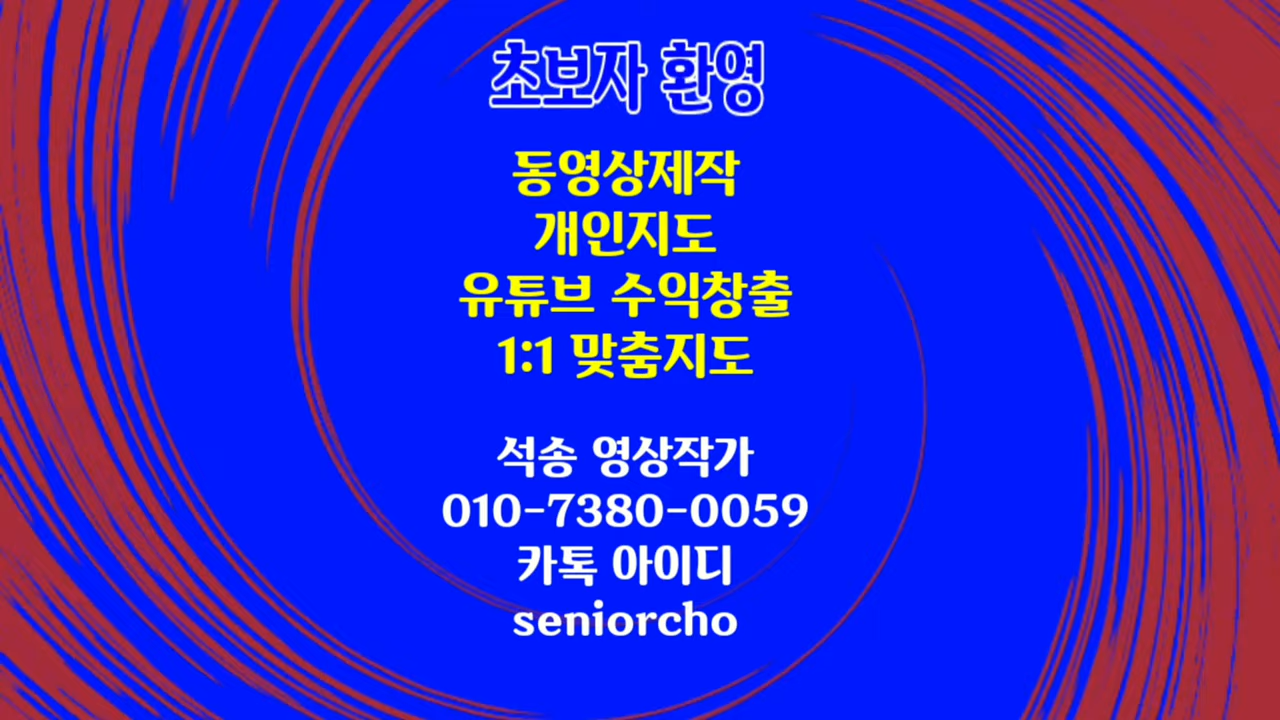 초보자 환영
동영상제작
개인지도
유튜브 수익창출
1:1 맞춤지도
석송 영상작가
010-7380-0059
카톡 아이디
seniorcho